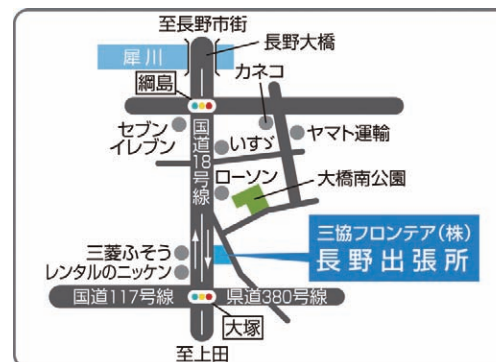 至長野市街
長野大橋
犀川
カネコ
綱島
セブン
イレブン
国道18号線
いすゞ
ヤマト運輸
ローソン
大橋南公園
三協フロンテア(株)
長野出張所
三菱ふそう
レンタルのニッケン
国道117号線
県道380号線
大塚
至上田